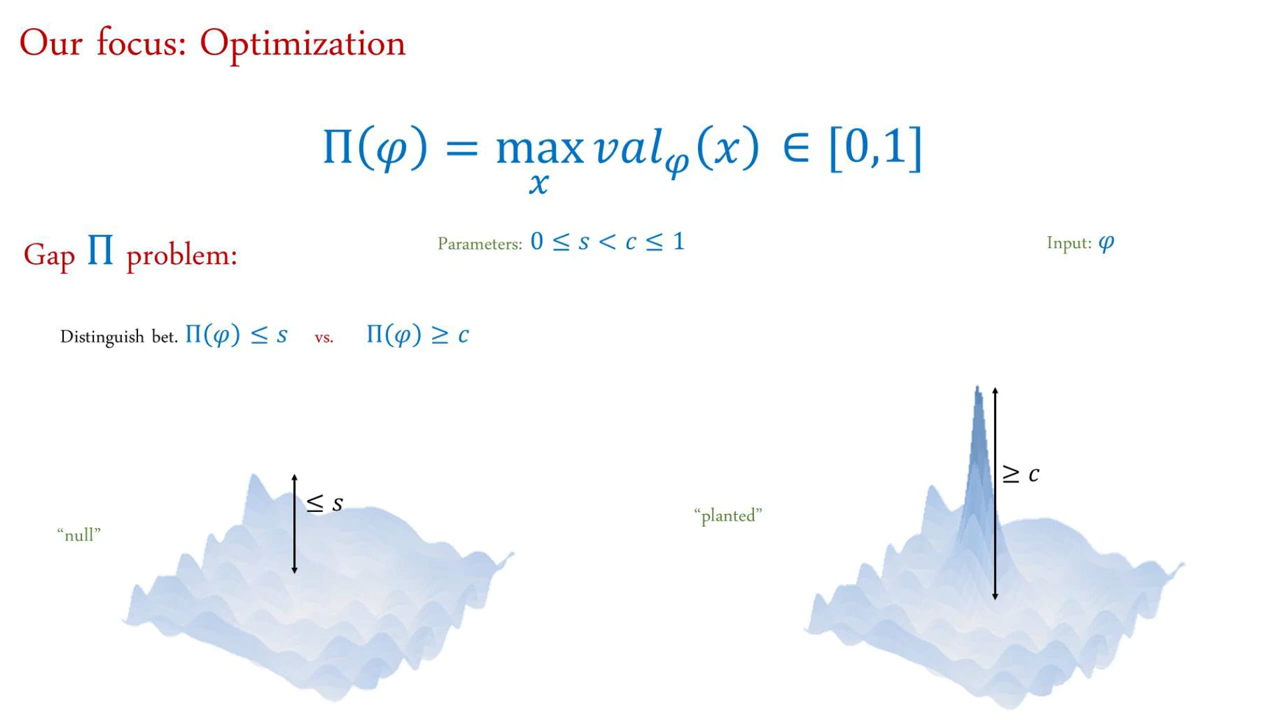 Our focus: Optimization
Π(φ) = max val_φ(x) ∈ [0,1]
x
Gap Π problem:
Parameters: 0 ≤ s < c ≤ 1
Input: φ
Distinguish bet. Π(φ) ≤ s vs. Π(φ) ≥ c
≥ c
≤ s
“planted”
“null”